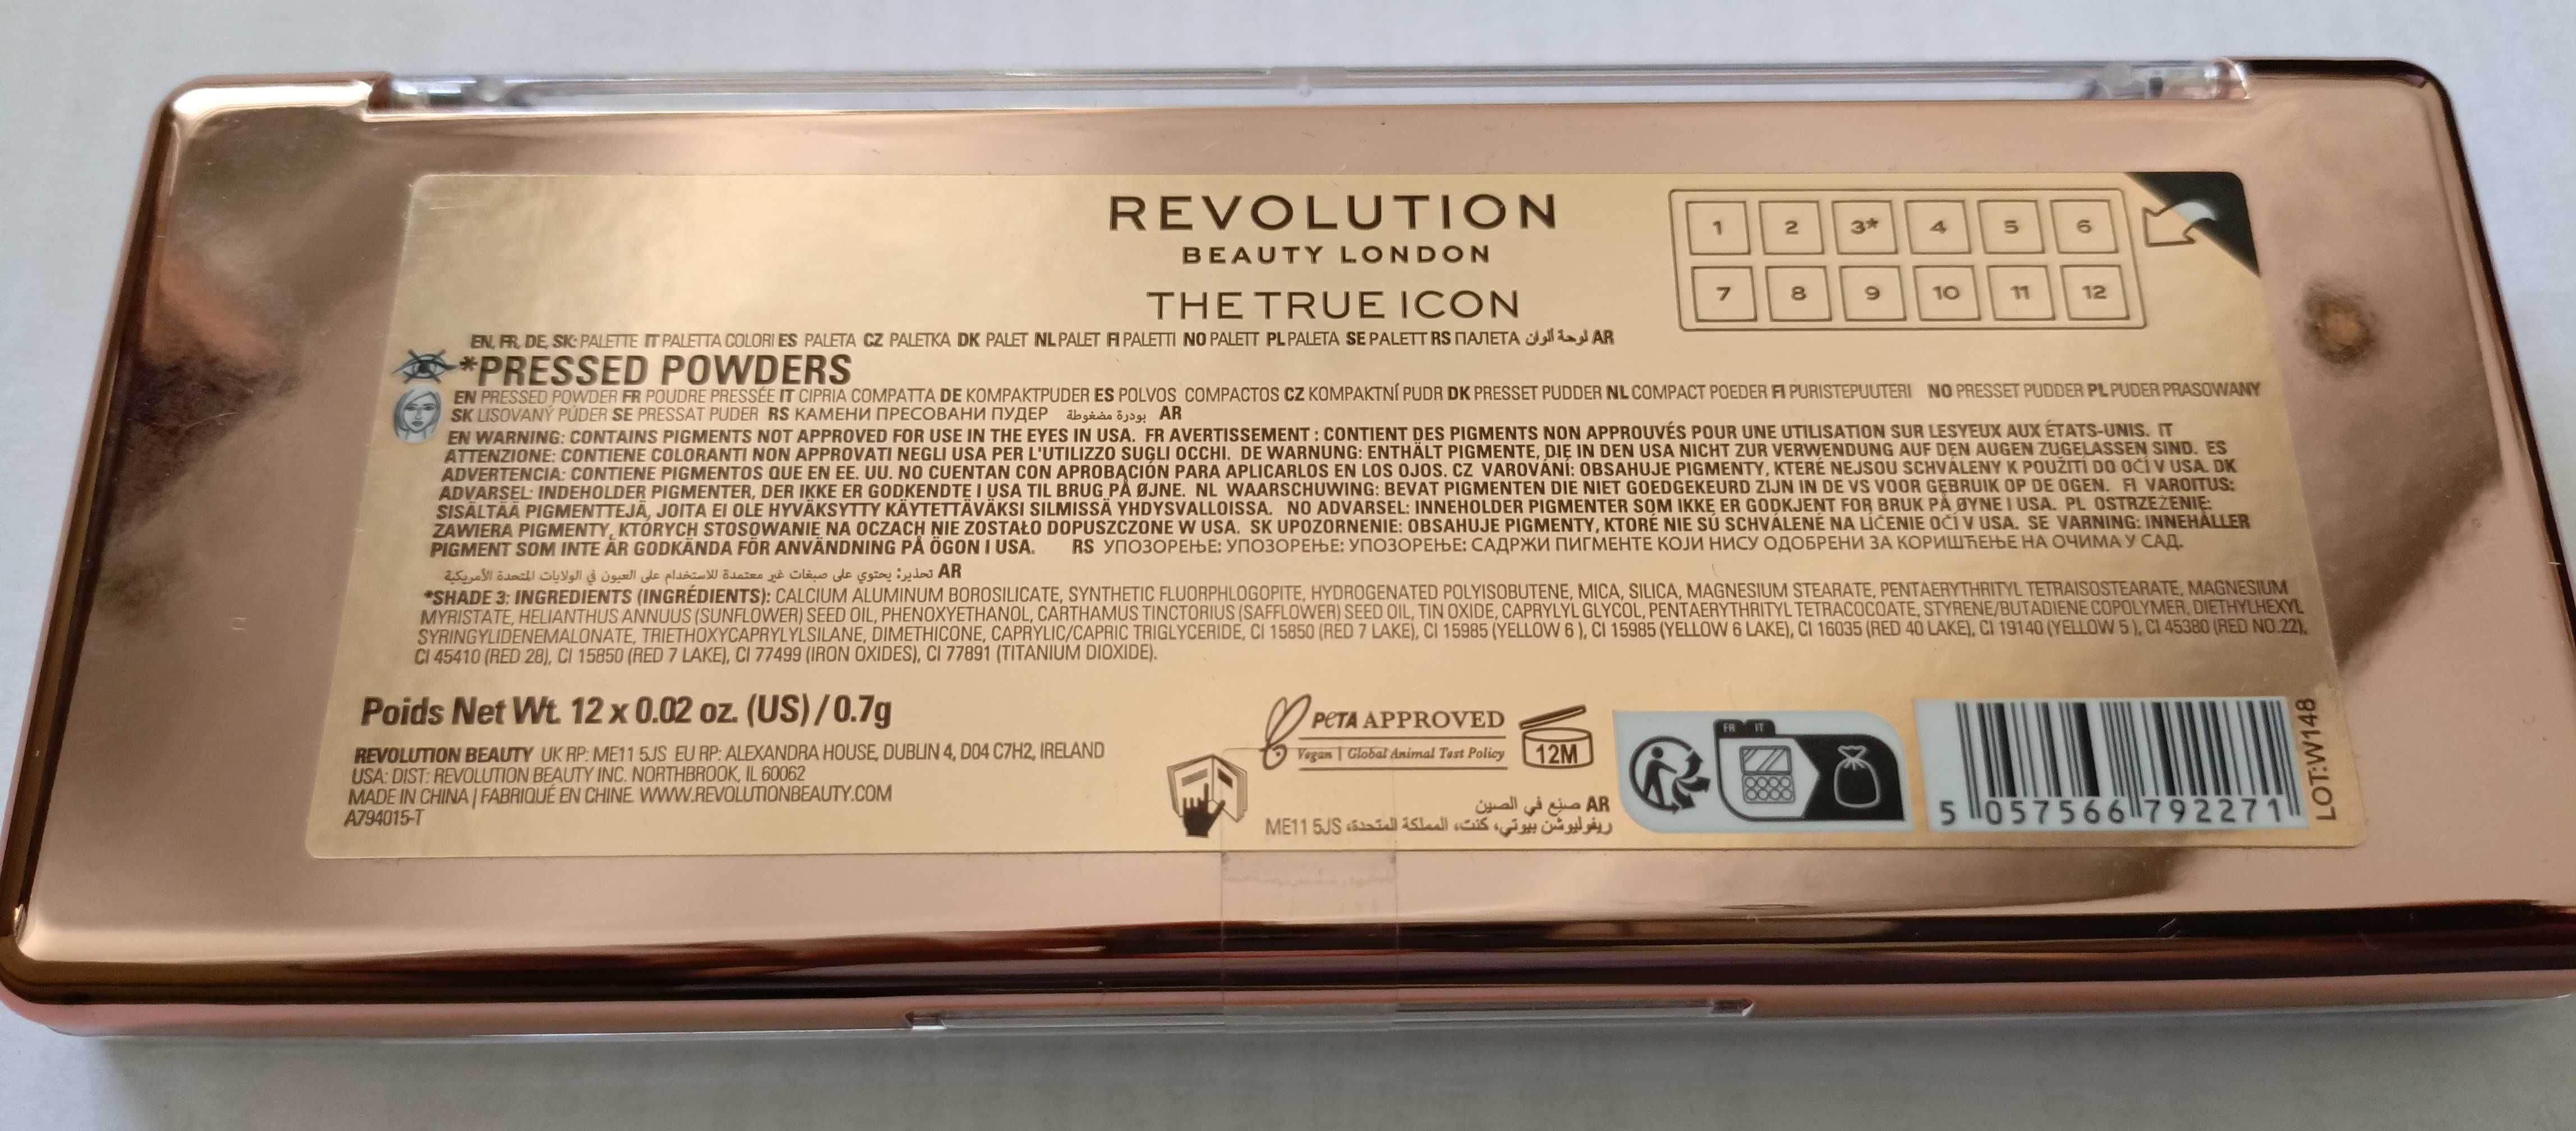 REVOLUTION
BEAUTY LONDON
THE TRUE ICON
1 2 3* 4 5 6
7 8 9 10 11 12
EN, FR, DE, SK: PALETTE IT PALETTA COLORI ES PALETA CZ PALETKA DK PALET NL PALET FI PALETTI NO PALETT PL PALETA SE PALETT RS ПАЛЕТА لوحة ألوان AR
*PRESSED POWDERS
EN PRESSED POWDER FR POUDRE PRESSÉE IT CIPRIA COMPATTA DE KOMPAKTPUDER ES POLVOS COMPACTOS CZ KOMPAKTNÍ PUDR DK PRESSET PUDDER NL COMPACT POEDER FI PURISTEPUUTERI NO PRESSET PUDDER PL PUDER PRASOWANY
SK LISOVANÝ PÚDER SE PRESSAT PUDER RS КАМЕНИ ПРЕСОВАНИ ПУДЕР بودرة مضغوطة AR
EN WARNING: CONTAINS PIGMENTS NOT APPROVED FOR USE IN THE EYES IN USA. FR AVERTISSEMENT : CONTIENT DES PIGMENTS NON APPROUVÉS POUR UNE UTILISATION SUR LESYEUX AUX ÉTATS-UNIS. IT
ATTENZIONE: CONTIENE COLORANTI NON APPROVATI NEGLI USA PER L'UTILIZZO SUGLI OCCHI. DE WARNUNG: ENTHÄLT PIGMENTE, DIE IN DEN USA NICHT ZUR VERWENDUNG AUF DEN AUGEN ZUGELASSEN SIND. ES
ADVERTENCIA: CONTIENE PIGMENTOS QUE EN EE. UU. NO CUENTAN CON APROBACIÓN PARA APLICARLOS EN LOS OJOS. CZ VAROVÁNÍ: OBSAHUJE PIGMENTY, KTERÉ NEJSOU SCHVÁLENY K POUŽITÍ DO OČÍ V USA. DK
ADVARSEL: INDEHOLDER PIGMENTER, DER IKKE ER GODKENDTE I USA TIL BRUG PÅ ØJNE. NL WAARSCHUWING: BEVAT PIGMENTEN DIE NIET GOEDGEKEURD ZIJN IN DE VS VOOR GEBRUIK OP DE OGEN. FI VAROITUS:
SISÄLTÄÄ PIGMENTTEJÄ, JOITA EI OLE HYVÄKSYTTY KÄYTETTÄVÄKSI SILMISSÄ YHDYSVALLOISSA. NO ADVARSEL: INNEHOLDER PIGMENTER SOM IKKE ER GODKJENT FOR BRUK PÅ ØYNE I USA. PL OSTRZEŻENIE:
ZAWIERA PIGMENTY, KTÓRYCH STOSOWANIE NA OCZACH NIE ZOSTAŁO DOPUSZCZONE W USA. SK UPOZORNENIE: OBSAHUJE PIGMENTY, KTORÉ NIE SÚ SCHVÁLENÉ NA LÍČENIE OČÍ V USA. SE VARNING: INNEHÅLLER
PIGMENT SOM INTE ÄR GODKÄNDA FÖR ANVÄNDNING PÅ ÖGON I USA. RS УПОЗОРЕЊЕ: УПОЗОРЕЊЕ: УПОЗОРЕЊЕ: САДРЖИ ПИГМЕНТЕ КОЈИ НИСУ ОДОБРЕНИ ЗА КОРИШЋЕЊЕ НА ОЧИМА У САД.
AR تحذير: يحتوي على صبغات غير معتمدة للاستخدام على العيون في الولايات المتحدة الأمريكية
*SHADE 3: INGREDIENTS (INGRÉDIENTS): CALCIUM ALUMINUM BOROSILICATE, SYNTHETIC FLUORPHLOGOPITE, HYDROGENATED POLYISOBUTENE, MICA, SILICA, MAGNESIUM STEARATE, PENTAERYTHRITYL TETRAISOSTEARATE, MAGNESIUM
MYRISTATE, HELIANTHUS ANNUUS (SUNFLOWER) SEED OIL, PHENOXYETHANOL, CARTHAMUS TINCTORIUS (SAFFLOWER) SEED OIL, TIN OXIDE, CAPRYLYL GLYCOL, PENTAERYTHRITYL TETRACOCOATE, STYRENE/BUTADIENE COPOLYMER, DIETHYLHEXYL
SYRINGYLIDENEMALONATE, TRIETHOXYCAPRYLYLSILANE, DIMETHICONE, CAPRYLIC/CAPRIC TRIGLYCERIDE, CI 15850 (RED 7 LAKE), CI 15985 (YELLOW 6 ), CI 15985 (YELLOW 6 LAKE), CI 16035 (RED 40 LAKE), CI 19140 (YELLOW 5 ), CI 45380 (RED NO.22),
CI 45410 (RED 28), CI 15850 (RED 7 LAKE), CI 77499 (IRON OXIDES), CI 77891 (TITANIUM DIOXIDE).
Poids Net Wt. 12 x 0.02 oz. (US) / 0.7g
REVOLUTION BEAUTY UK RP: ME11 5JS EU RP: ALEXANDRA HOUSE, DUBLIN 4, D04 C7H2, IRELAND
USA: DIST: REVOLUTION BEAUTY INC. NORTHBROOK, IL 60062
MADE IN CHINA | FABRIQUÉ EN CHINE. WWW.REVOLUTIONBEAUTY.COM
A794015-T
PETA APPROVED
Vegan | Global Animal Test Policy
12M
AR صنع في الصين
ريفوليوشن بيوتي، كنت، المملكة المتحدة، ME11 5JS
FR IT
5 057566 792271
LOT:W148